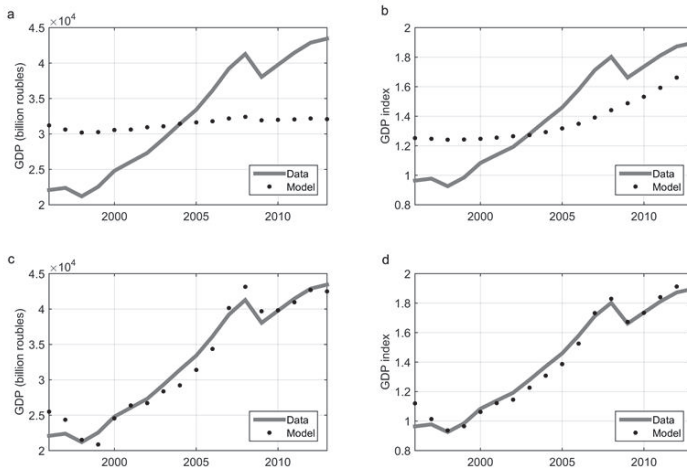 a
×10⁴
4.5
4
3.5
3
2.5
2
GDP (billion roubles)
2000
2005
2010
Data
Model
b
2
1.8
1.6
1.4
1.2
1
0.8
GDP index
2000
2005
2010
Data
Model
c
×10⁴
4.5
4
3.5
3
2.5
2
GDP (billion roubles)
2000
2005
2010
Data
Model
d
2
1.8
1.6
1.4
1.2
1
0.8
GDP index
2000
2005
2010
Data
Model